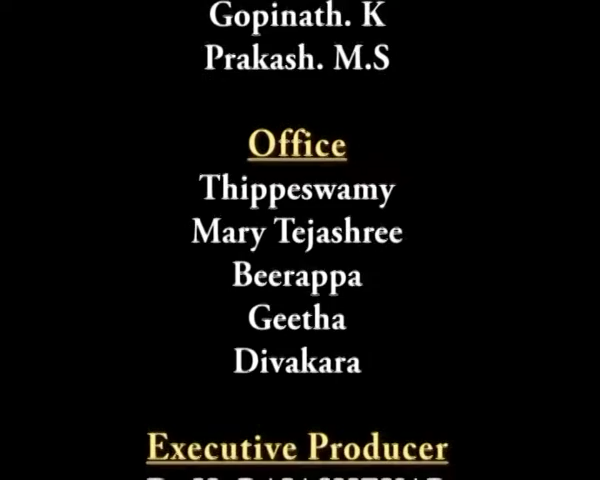 Gopinath. K
Prakash. M.S
Office
Thippeswamy
Mary Tejashree
Beerappa
Geetha
Divakara
Executive Producer